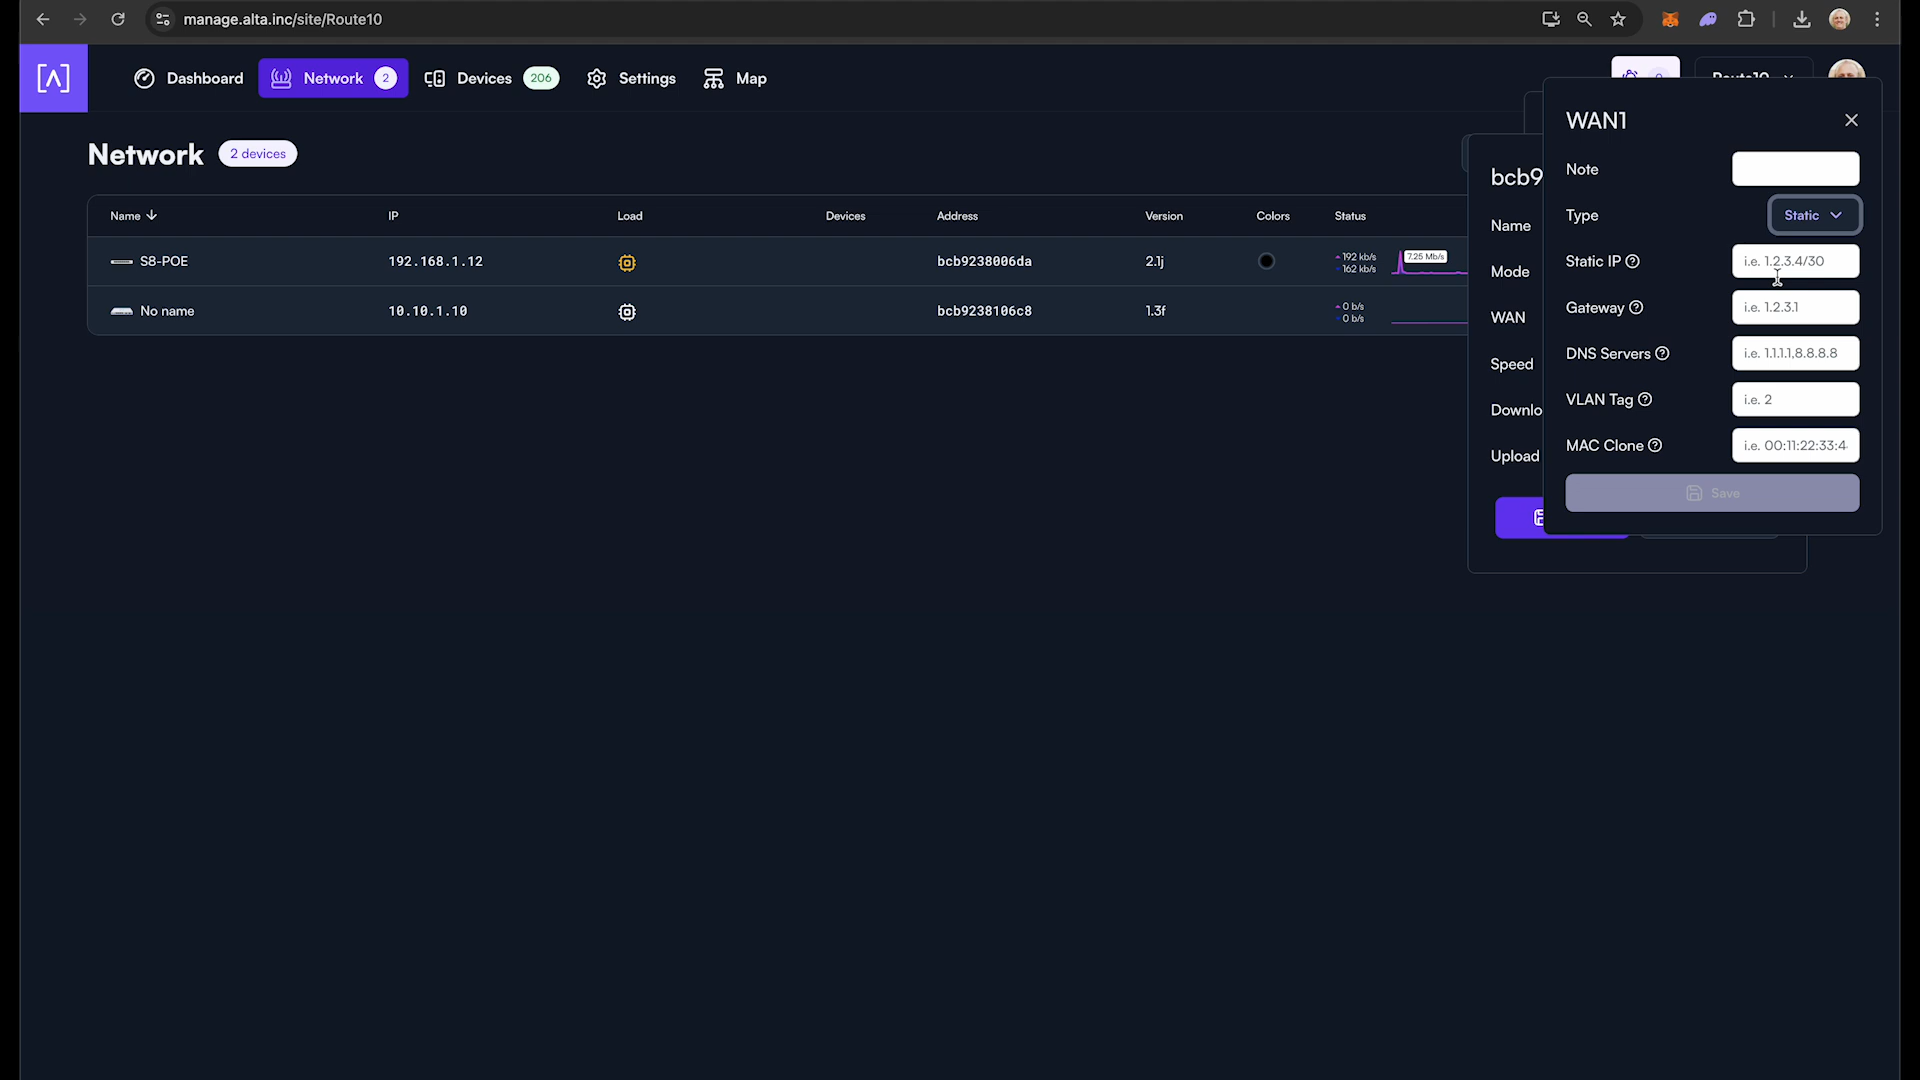 manage.alta.inc/site/Route10
[Λ]
Dashboard
Network 2
Devices 206
Settings
Map
Network
2 devices
Name
IP
Load
Devices
Address
Version
Colors
Status
S8-POE
192.168.1.12
bcb9238006da
2.1j
192 kb/s
162 kb/s
7.25 Mb/s
No name
10.10.1.10
bcb9238106c8
1.3f
0 b/s
0 b/s
bcb9
Name
Mode
WAN
Speed
Downlo
Upload
WAN1
Note
Type
Static
Static IP
i.e. 1.2.3.4/30
Gateway
i.e. 1.2.3.1
DNS Servers
i.e. 1.1.1.1,8.8.8.8
VLAN Tag
i.e. 2
MAC Clone
i.e. 00:11:22:33:4
Save